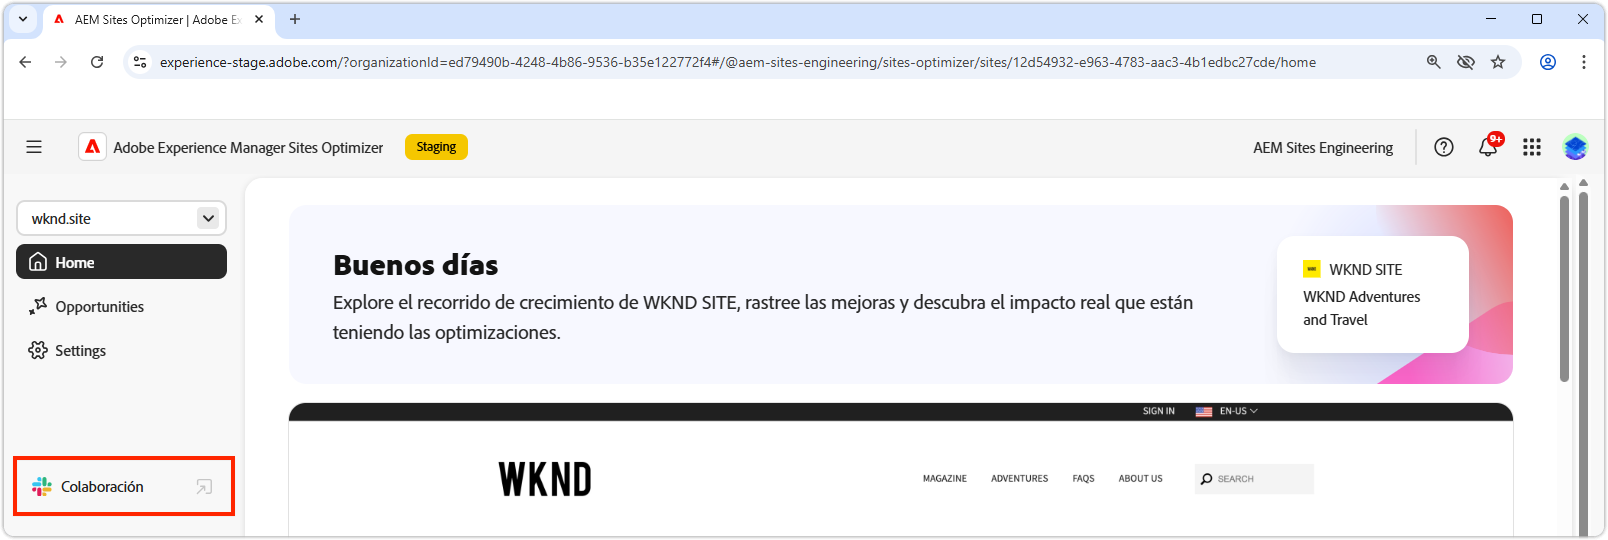 AEM Sites Optimizer | Adobe Ex
experience-stage.adobe.com/?organizationId=ed79490b-4248-4b86-9536-b35e122772f4#/@aem-sites-engineering/sites-optimizer/sites/12d54932-e963-4783-aac3-4b1edbc27cde/home
Adobe Experience Manager Sites Optimizer
Staging
AEM Sites Engineering
9+
wknd.site
Home
Opportunities
Settings
Colaboración
Buenos días
Explore el recorrido de crecimiento de WKND SITE, rastree las mejoras y descubra el impacto real que están
teniendo las optimizaciones.
WKND SITE
WKND Adventures
and Travel
SIGN IN
EN-US
WKND
MAGAZINE
ADVENTURES
FAQS
ABOUT US
SEARCH